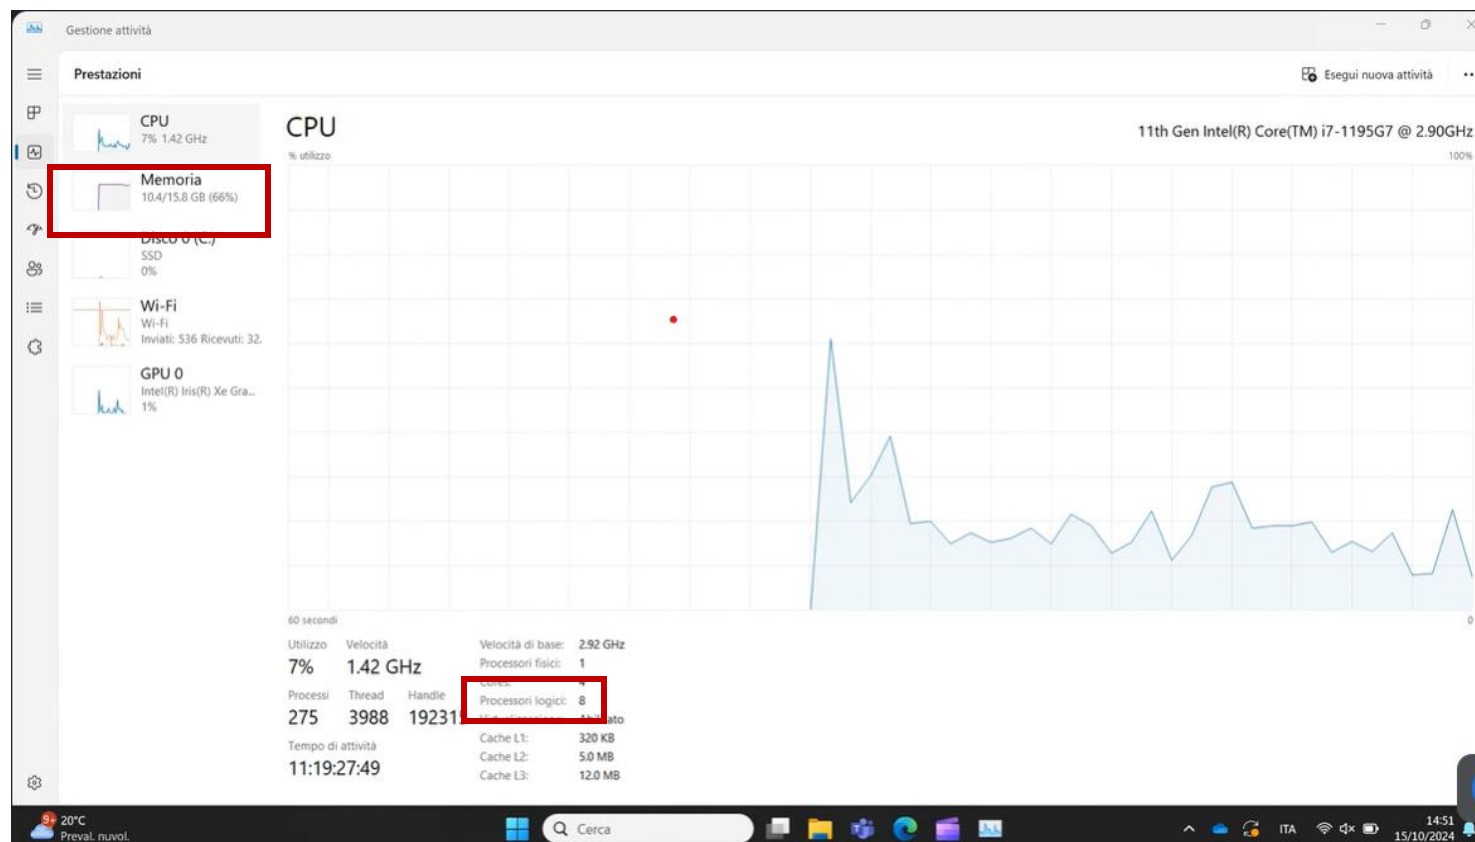 Gestione attività
Prestazioni
Esegui nuova attività
CPU
7% 1.42 GHz
Memoria
10.4/15.8 GB (66%)
Disco 0 (C:)
SSD
0%
Wi-Fi
Wi-Fi
Inviati: 536 Ricevuti: 32.
GPU 0
Intel(R) Iris(R) Xe Gra...
1%
CPU
11th Gen Intel(R) Core(TM) i7-1195G7 @ 2.90GHz
% utilizzo
100%
60 secondi
0
Utilizzo
Velocità
7%
1.42 GHz
Processi
Thread
Handle
275
3988
Tempo di attività
11:19:27:49
Velocità di base: 2.92 GHz
Processori fisici: 1
Cores: 4
Processori logici: 8
Cache L1: 320 KB
Cache L2: 5.0 MB
Cache L3: 12.0 MB
9+
20°C
Preval. nuvol.
Cerca
ITA
14:51
15/10/2024